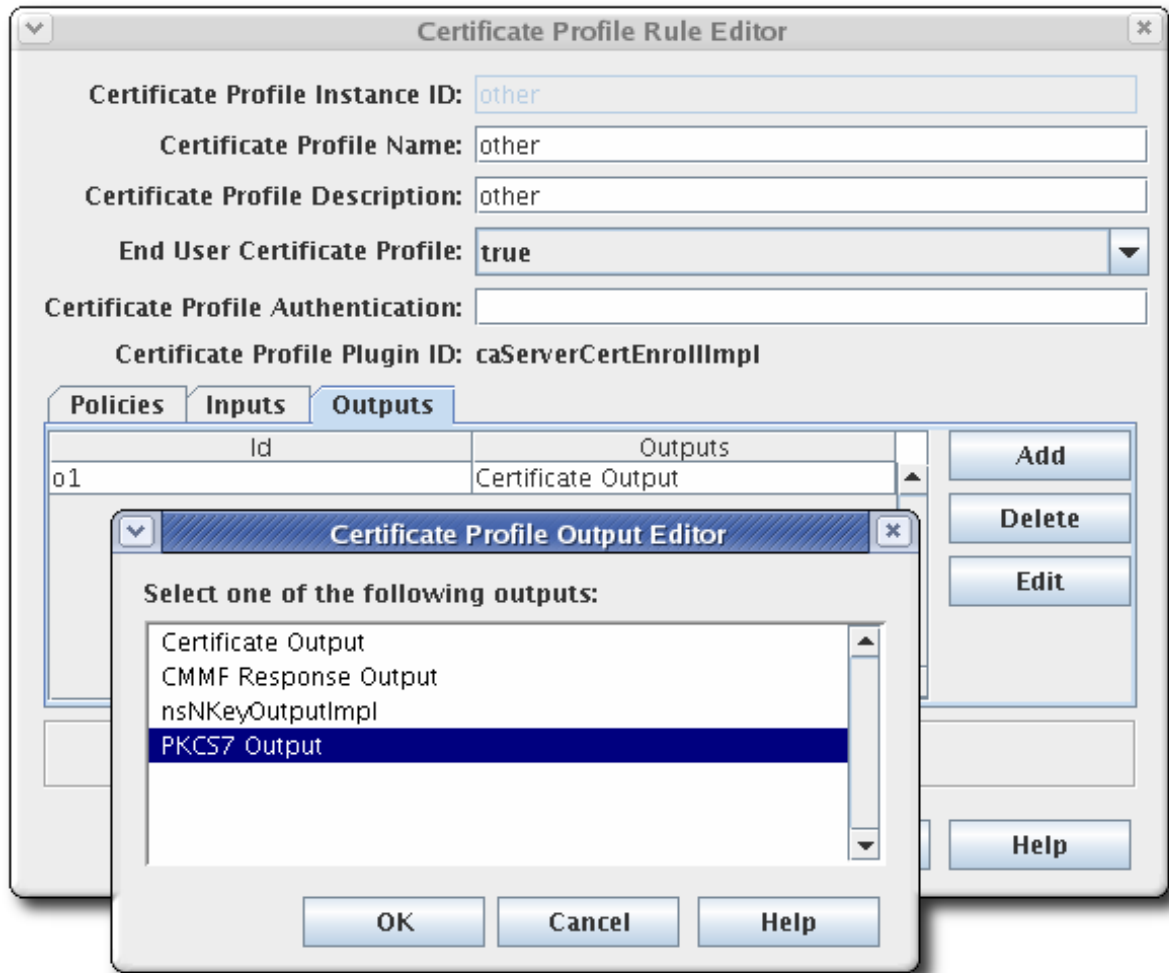 Certificate Profile Rule Editor
Certificate Profile Instance ID: other
Certificate Profile Name: other
Certificate Profile Description: other
End User Certificate Profile: true
Certificate Profile Authentication:
Certificate Profile Plugin ID: caServerCertEnrollImpl
Policies Inputs Outputs
Id Outputs
o1 Certificate Output
Add
Delete
Edit
Certificate Profile Output Editor
Select one of the following outputs:
Certificate Output
CMMF Response Output
nsNKeyOutputImpl
PKCS7 Output
OK Cancel Help
Help